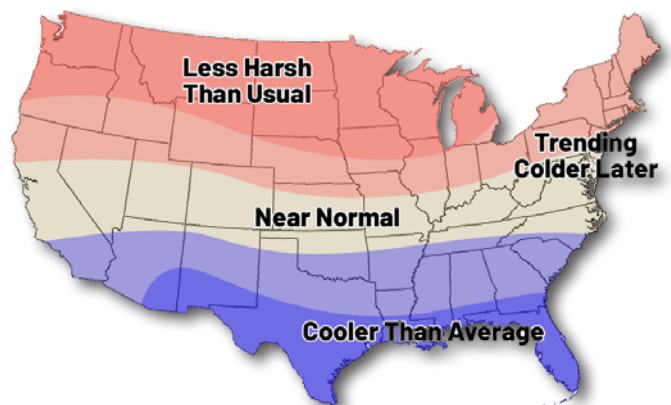 Less Harsh
Than Usual
Trending
Colder Later
Near Normal
Cooler Than Average